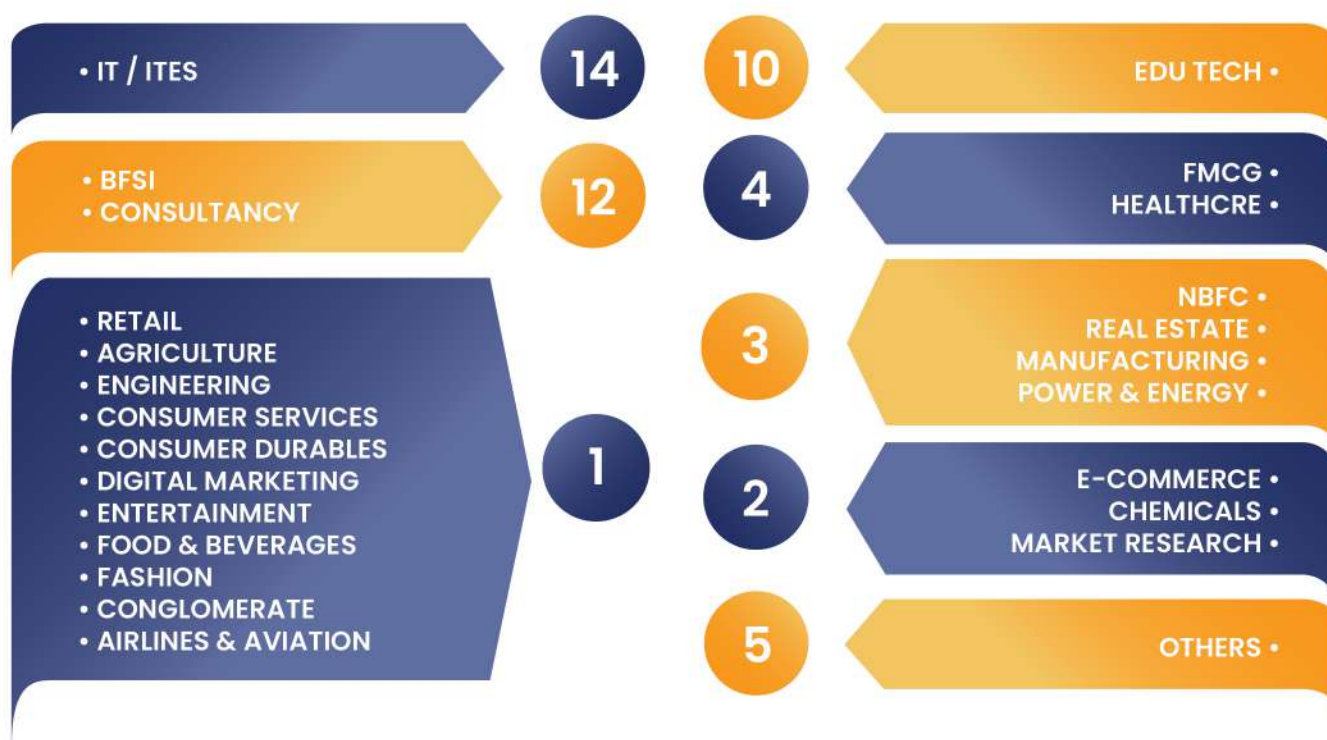 • IT / ITES
14
• BFSI
• CONSULTANCY
12
• RETAIL
• AGRICULTURE
• ENGINEERING
• CONSUMER SERVICES
• CONSUMER DURABLES
• DIGITAL MARKETING
• ENTERTAINMENT
• FOOD & BEVERAGES
• FASHION
• CONGLOMERATE
• AIRLINES & AVIATION
1
10
EDU TECH •
4
FMCG •
HEALTHCRE •
3
NBFC •
REAL ESTATE •
MANUFACTURING •
POWER & ENERGY •
2
E-COMMERCE •
CHEMICALS •
MARKET RESEARCH •
5
OTHERS •